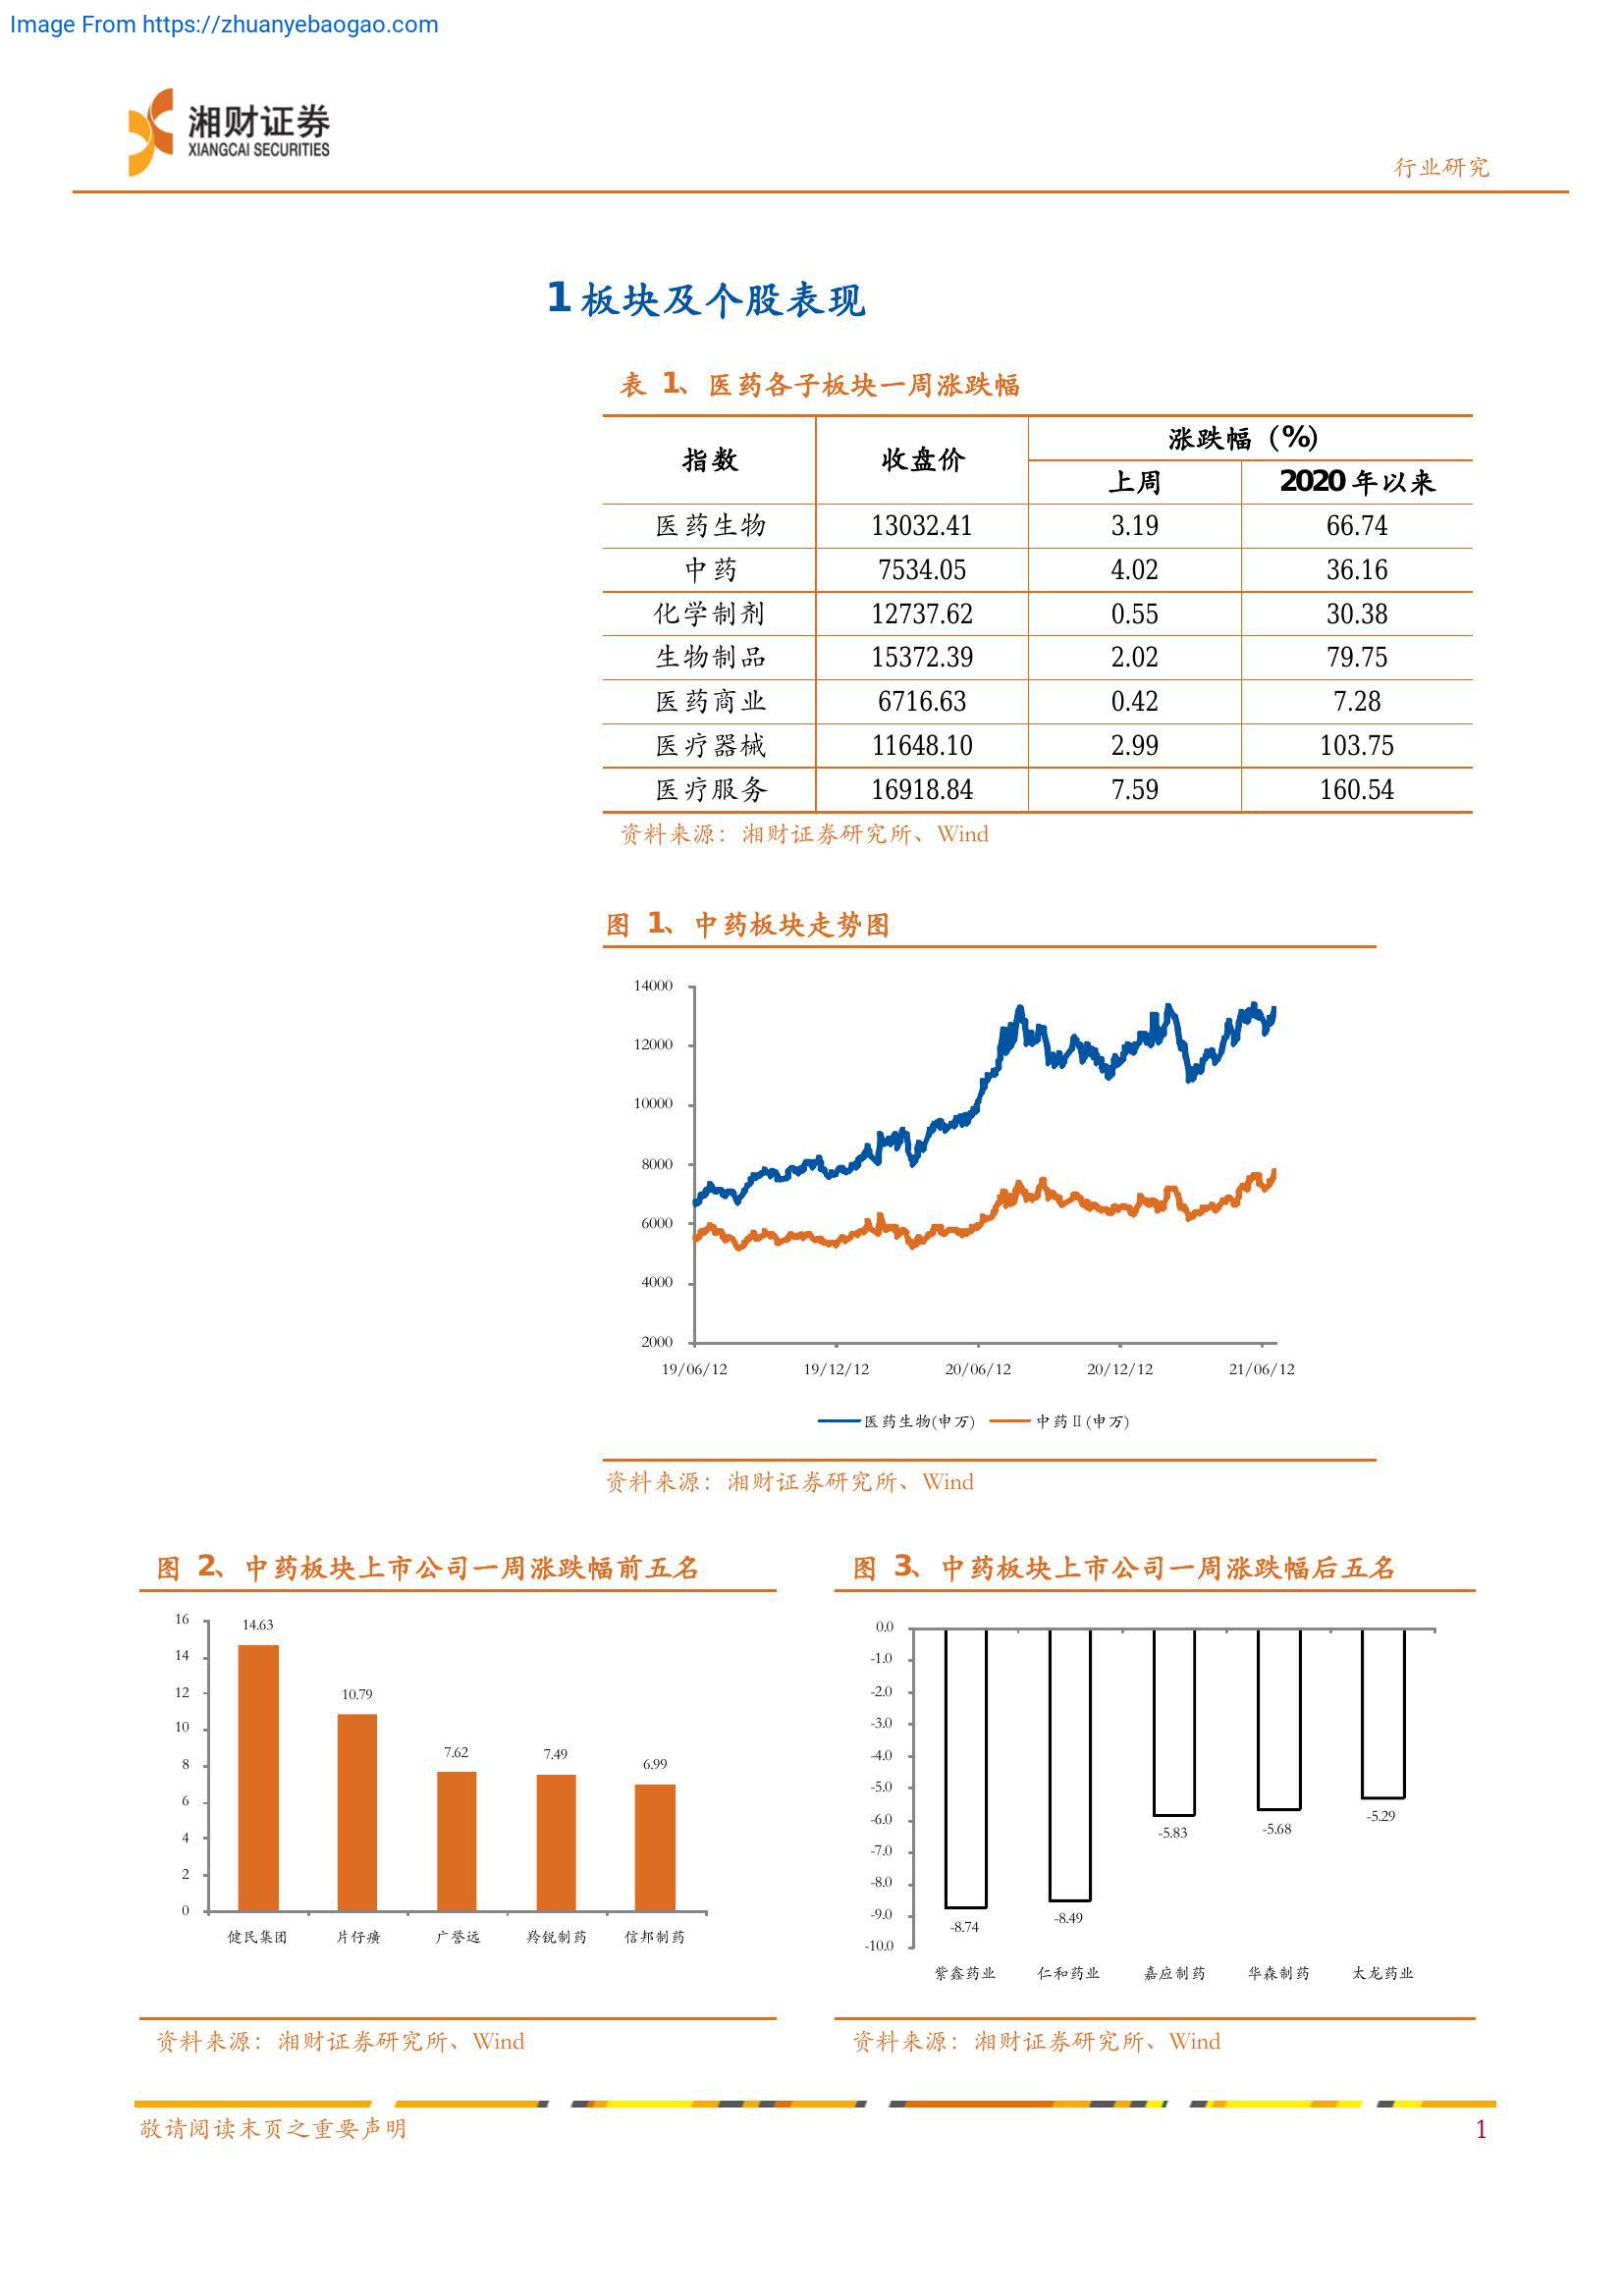 Image From https://zhuanyebaogao.com
湘财证券
XIANGCAI SECURITIES
行业研究
1 板块及个股表现
表 1、医药各子板块一周涨跌幅
指数 收盘价 涨跌幅（%）
上周 2020 年以来
医药生物 13032.41 3.19 66.74
中药 7534.05 4.02 36.16
化学制剂 12737.62 0.55 30.38
生物制品 15372.39 2.02 79.75
医药商业 6716.63 0.42 7.28
医疗器械 11648.10 2.99 103.75
医疗服务 16918.84 7.59 160.54
资料来源：湘财证券研究所、Wind
图 1、中药板块走势图
14000
12000
10000
8000
6000
4000
2000
19/06/12 19/12/12 20/06/12 20/12/12 21/06/12
医药生物(申万) 中药Ⅱ(申万)
资料来源：湘财证券研究所、Wind
图 2、中药板块上市公司一周涨跌幅前五名
16
14
12
10
8
6
4
2
0
14.63
10.79
7.62
7.49
6.99
健民集团 片仔癀 广誉远 羚锐制药 信邦制药
资料来源：湘财证券研究所、Wind
图 3、中药板块上市公司一周涨跌幅后五名
0.0
-1.0
-2.0
-3.0
-4.0
-5.0
-6.0
-7.0
-8.0
-9.0
-10.0
-8.74
-8.49
-5.83
-5.68
-5.29
紫鑫药业 仁和药业 嘉应制药 华森制药 太龙药业
资料来源：湘财证券研究所、Wind
敬请阅读末页之重要声明
1